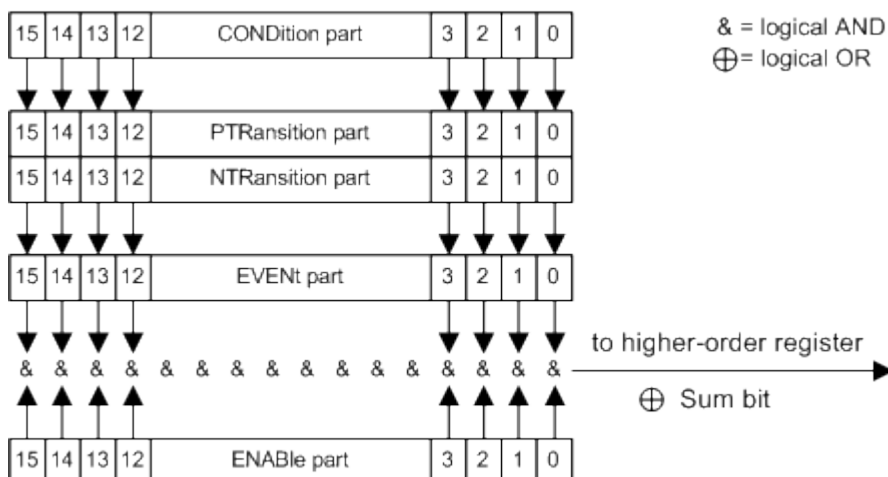 15 14 13 12 CONDition part 3 2 1 0
& = logical AND
⊕ = logical OR
15 14 13 12 PTRansition part 3 2 1 0
15 14 13 12 NTRansition part 3 2 1 0
15 14 13 12 EVENt part 3 2 1 0
& & & & & & & & & & & & & & & &
to higher-order register
⊕ Sum bit
15 14 13 12 ENABle part 3 2 1 0